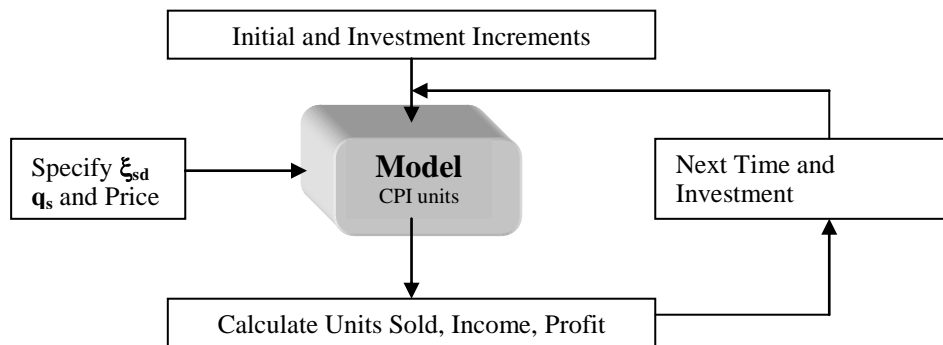 Initial and Investment Increments
Specify ξsd
qs and Price
Model
CPI units
Next Time and
Investment
Calculate Units Sold, Income, Profit